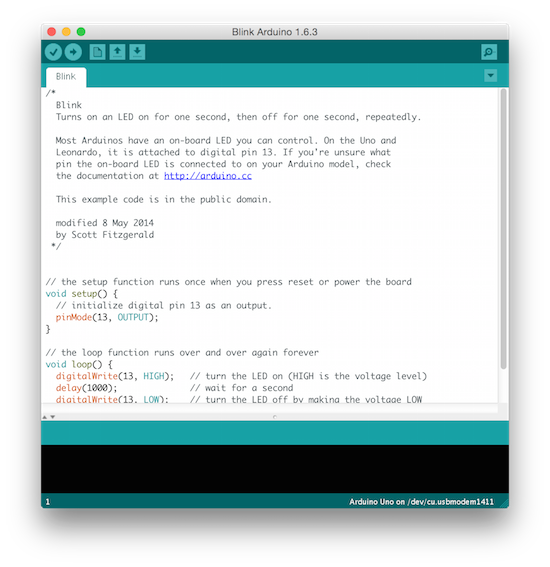 Blink Arduino 1.6.3
Blink
/*
  Blink
  Turns on an LED on for one second, then off for one second, repeatedly.

  Most Arduinos have an on-board LED you can control. On the Uno and
  Leonardo, it is attached to digital pin 13. If you're unsure what
  pin the on-board LED is connected to on your Arduino model, check
  the documentation at http://arduino.cc

  This example code is in the public domain.

  modified 8 May 2014
  by Scott Fitzgerald
 */


// the setup function runs once when you press reset or power the board
void setup() {
  // initialize digital pin 13 as an output.
  pinMode(13, OUTPUT);
}

// the loop function runs over and over again forever
void loop() {
  digitalWrite(13, HIGH);   // turn the LED on (HIGH is the voltage level)
  delay(1000);              // wait for a second
  digitalWrite(13, LOW);    // turn the LED off by making the voltage LOW
1
Arduino Uno on /dev/cu.usbmodem1411